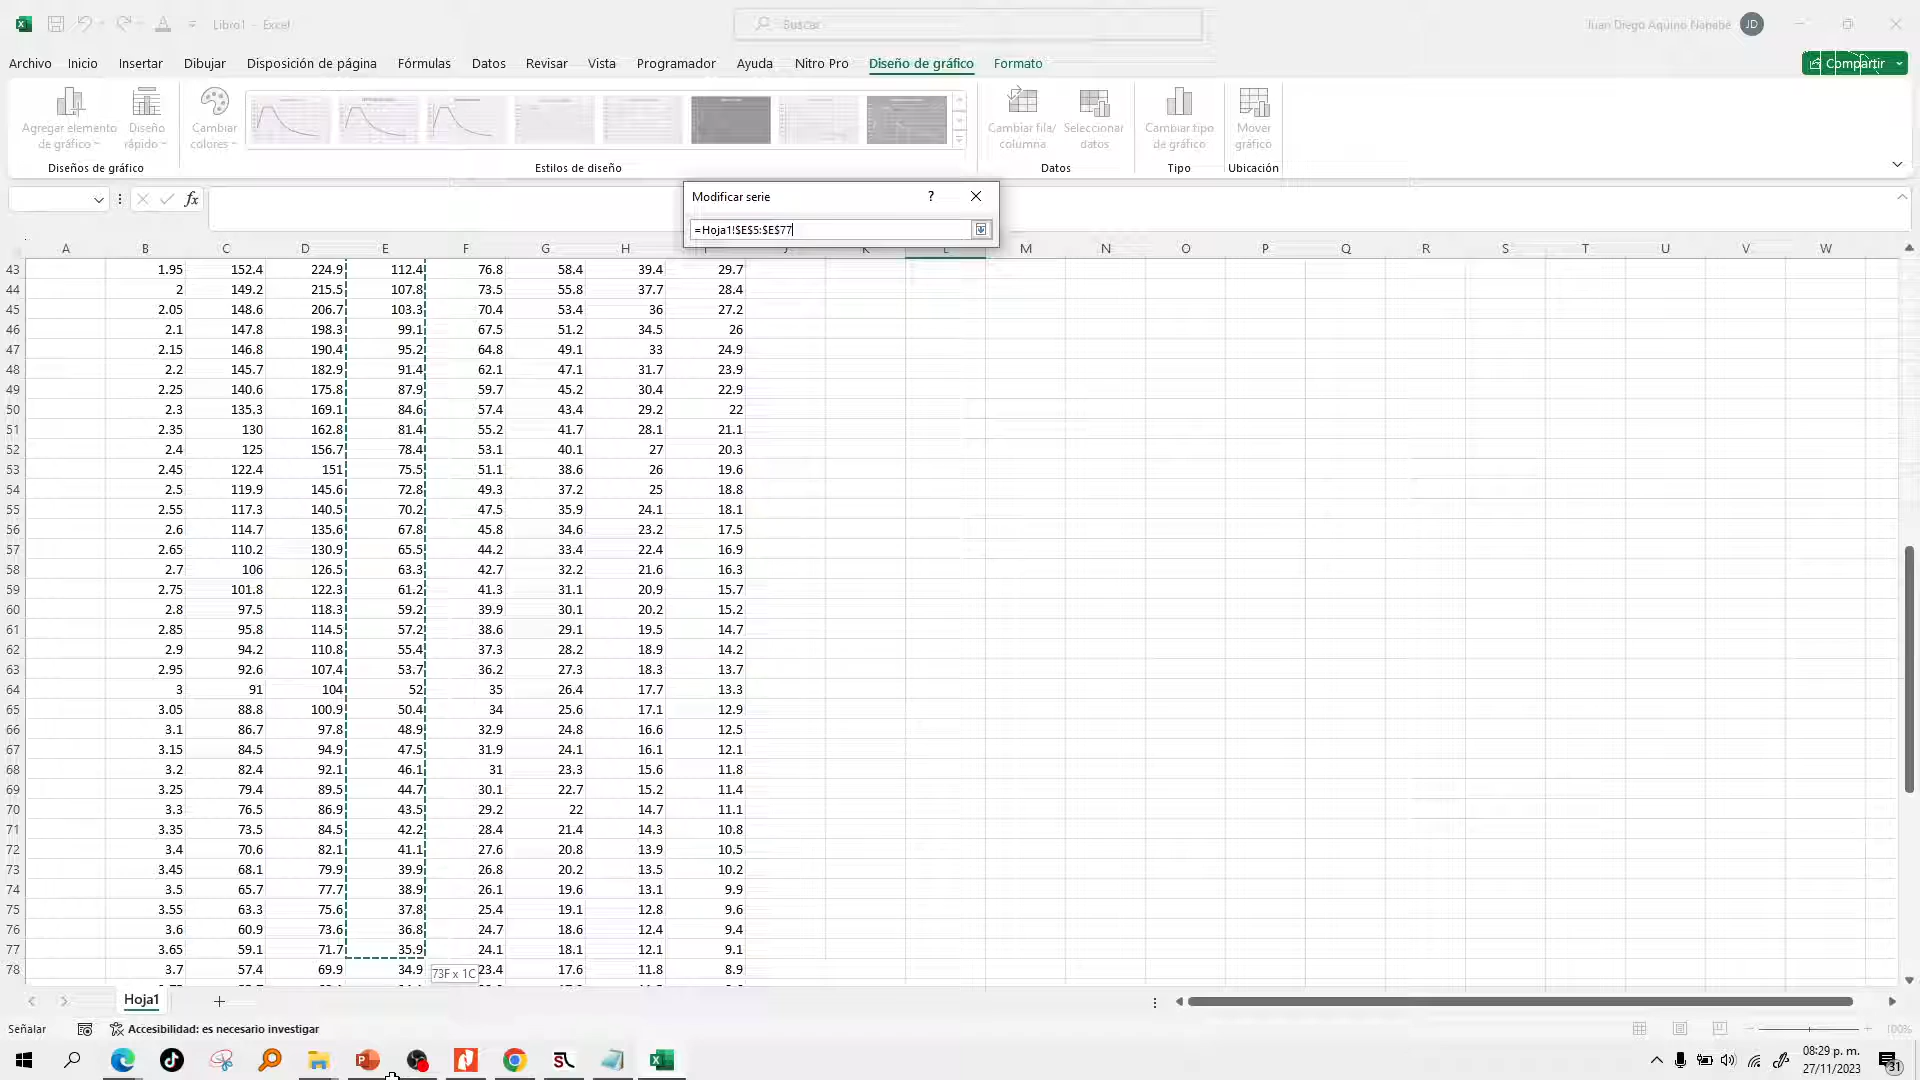 Libro1 - Excel
Buscar
Juan Diego Aquino Nanabé JD
Archivo Inicio Insertar Dibujar Disposición de página Fórmulas Datos Revisar Vista Programador Ayuda Nitro Pro Diseño de gráfico Formato Compartir
Agregar elemento de gráfico
Diseño rápido
Cambiar colores
Cambiar fila/ columna
Seleccionar datos
Cambiar tipo de gráfico
Mover gráfico
Diseños de gráfico Estilos de diseño Datos Tipo Ubicación
Modificar serie ? 
fx
=Hoja1!$E$5:$E$77
A B C D E F G H I J K L M N O P Q R S T U V W
43 1.95 152.4 224.9 112.4 76.8 58.4 39.4 29.7
44 2 149.2 215.5 107.8 73.5 55.8 37.7 28.4
45 2.05 148.6 206.7 103.3 70.4 53.4 36 27.2
46 2.1 147.8 198.3 99.1 67.5 51.2 34.5 26
47 2.15 146.8 190.4 95.2 64.8 49.1 33 24.9
48 2.2 145.7 182.9 91.4 62.1 47.1 31.7 23.9
49 2.25 140.6 175.8 87.9 59.7 45.2 30.4 22.9
50 2.3 135.3 169.1 84.6 57.4 43.4 29.2 22
51 2.35 130 162.8 81.4 55.2 41.7 28.1 21.1
52 2.4 125 156.7 78.4 53.1 40.1 27 20.3
53 2.45 122.4 151 75.5 51.1 38.6 26 19.6
54 2.5 119.9 145.6 72.8 49.3 37.2 25 18.8
55 2.55 117.3 140.5 70.2 47.5 35.9 24.1 18.1
56 2.6 114.7 135.6 67.8 45.8 34.6 23.2 17.5
57 2.65 110.2 130.9 65.5 44.2 33.4 22.4 16.9
58 2.7 106 126.5 63.3 42.7 32.2 21.6 16.3
59 2.75 101.8 122.3 61.2 41.3 31.1 20.9 15.7
60 2.8 97.5 118.3 59.2 39.9 30.1 20.2 15.2
61 2.85 95.8 114.5 57.2 38.6 29.1 19.5 14.7
62 2.9 94.2 110.8 55.4 37.3 28.2 18.9 14.2
63 2.95 92.6 107.4 53.7 36.2 27.3 18.3 13.7
64 3 91 104 52 35 26.4 17.7 13.3
65 3.05 88.8 100.9 50.4 34 25.6 17.1 12.9
66 3.1 86.7 97.8 48.9 32.9 24.8 16.6 12.5
67 3.15 84.5 94.9 47.5 31.9 24.1 16.1 12.1
68 3.2 82.4 92.1 46.1 31 23.3 15.6 11.8
69 3.25 79.4 89.5 44.7 30.1 22.7 15.2 11.4
70 3.3 76.5 86.9 43.5 29.2 22 14.7 11.1
71 3.35 73.5 84.5 42.2 28.4 21.4 14.3 10.8
72 3.4 70.6 82.1 41.1 27.6 20.8 13.9 10.5
73 3.45 68.1 79.9 39.9 26.8 20.2 13.5 10.2
74 3.5 65.7 77.7 38.9 26.1 19.6 13.1 9.9
75 3.55 63.3 75.6 37.8 25.4 19.1 12.8 9.6
76 3.6 60.9 73.6 36.8 24.7 18.6 12.4 9.4
77 3.65 59.1 71.7 35.9 24.1 18.1 12.1 9.1
78 3.7 57.4 69.9 34.9 23.4 17.6 11.8 8.9
73F x 1C
Hoja1
Señalar Accesibilidad: es necesario investigar 100%
08:29 p. m.
27/11/2023
31